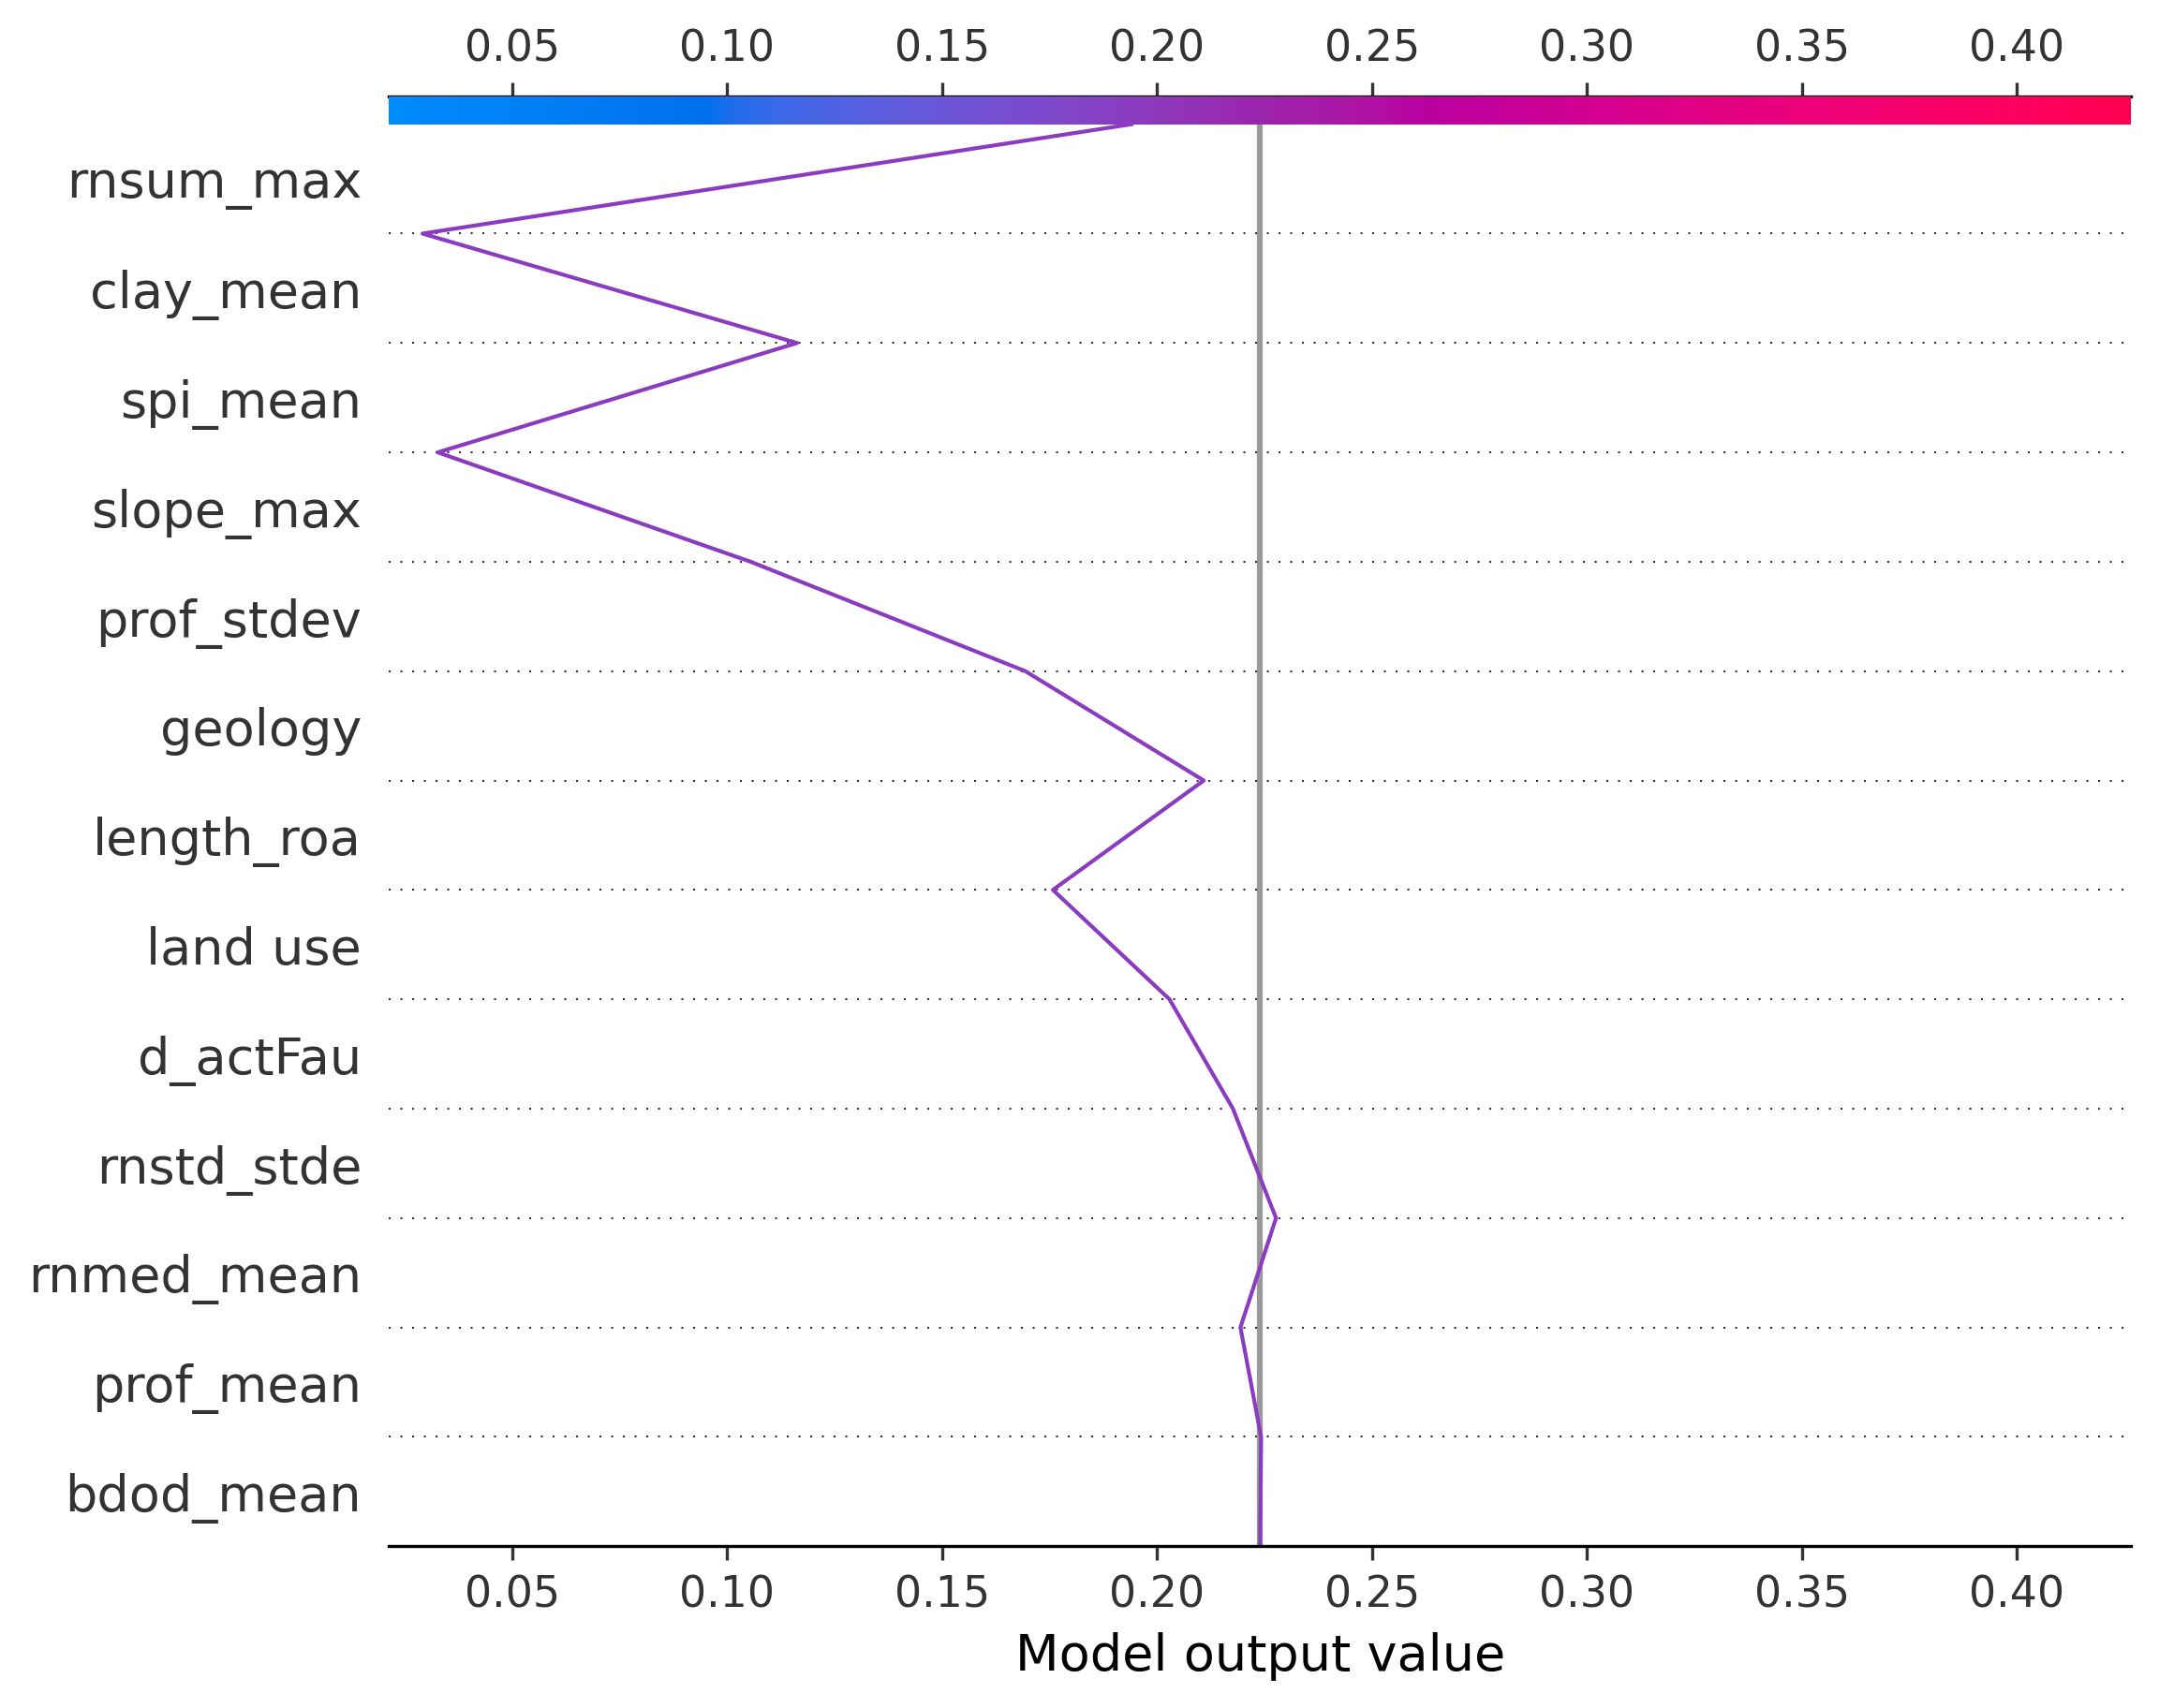 0.05 0.10 0.15 0.20 0.25 0.30 0.35 0.40
rnsum_max
clay_mean
spi_mean
slope_max
prof_stdev
geology
length_roa
land use
d_actFau
rnstd_stde
rnmed_mean
prof_mean
bdod_mean
0.05 0.10 0.15 0.20 0.25 0.30 0.35 0.40
Model output value